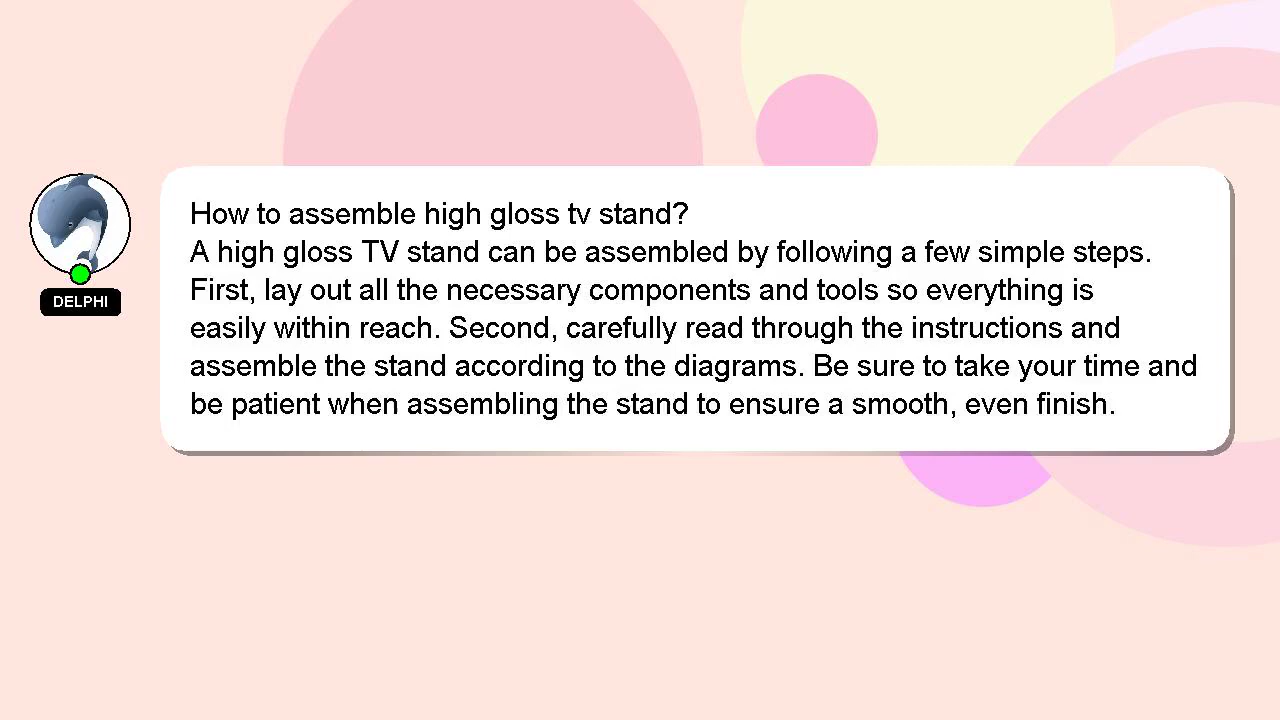 How to assemble high gloss tv stand?
A high gloss TV stand can be assembled by following a few simple steps.
First, lay out all the necessary components and tools so everything is
easily within reach. Second, carefully read through the instructions and
assemble the stand according to the diagrams. Be sure to take your time and
be patient when assembling the stand to ensure a smooth, even finish.
DELPHI